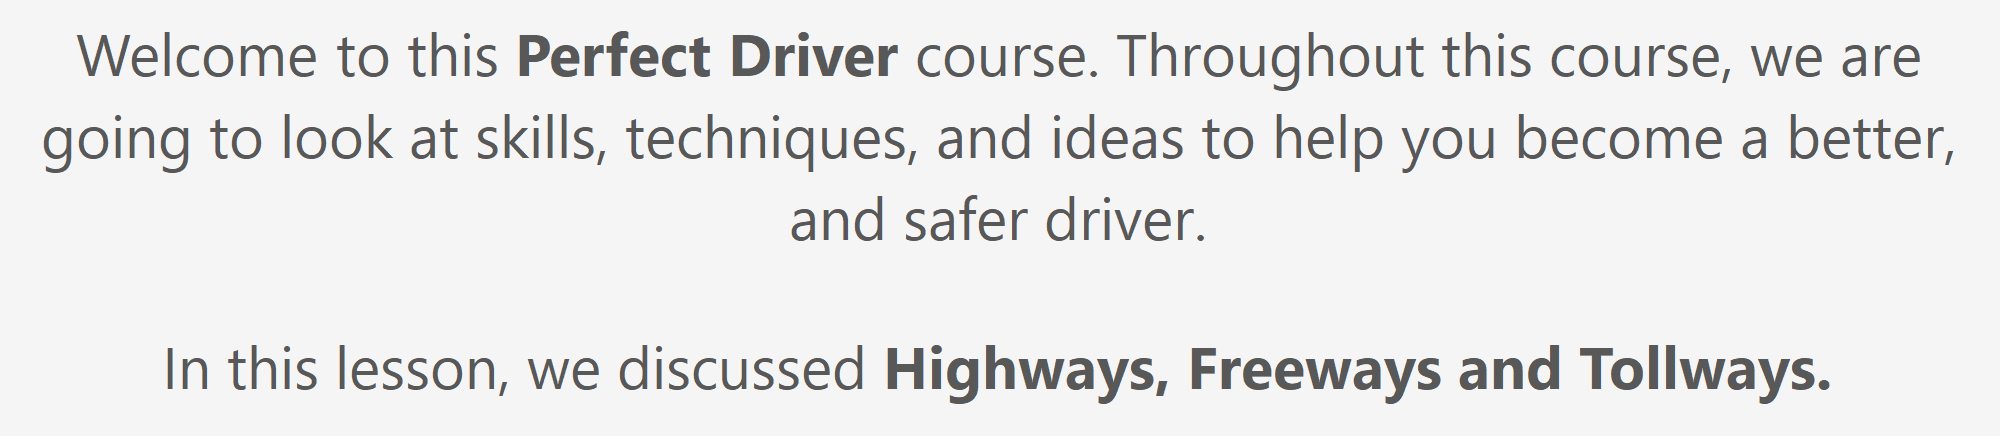 Welcome to this Perfect Driver course. Throughout this course, we are
going to look at skills, techniques, and ideas to help you become a better,
and safer driver.
In this lesson, we discussed Highways, Freeways and Tollways.